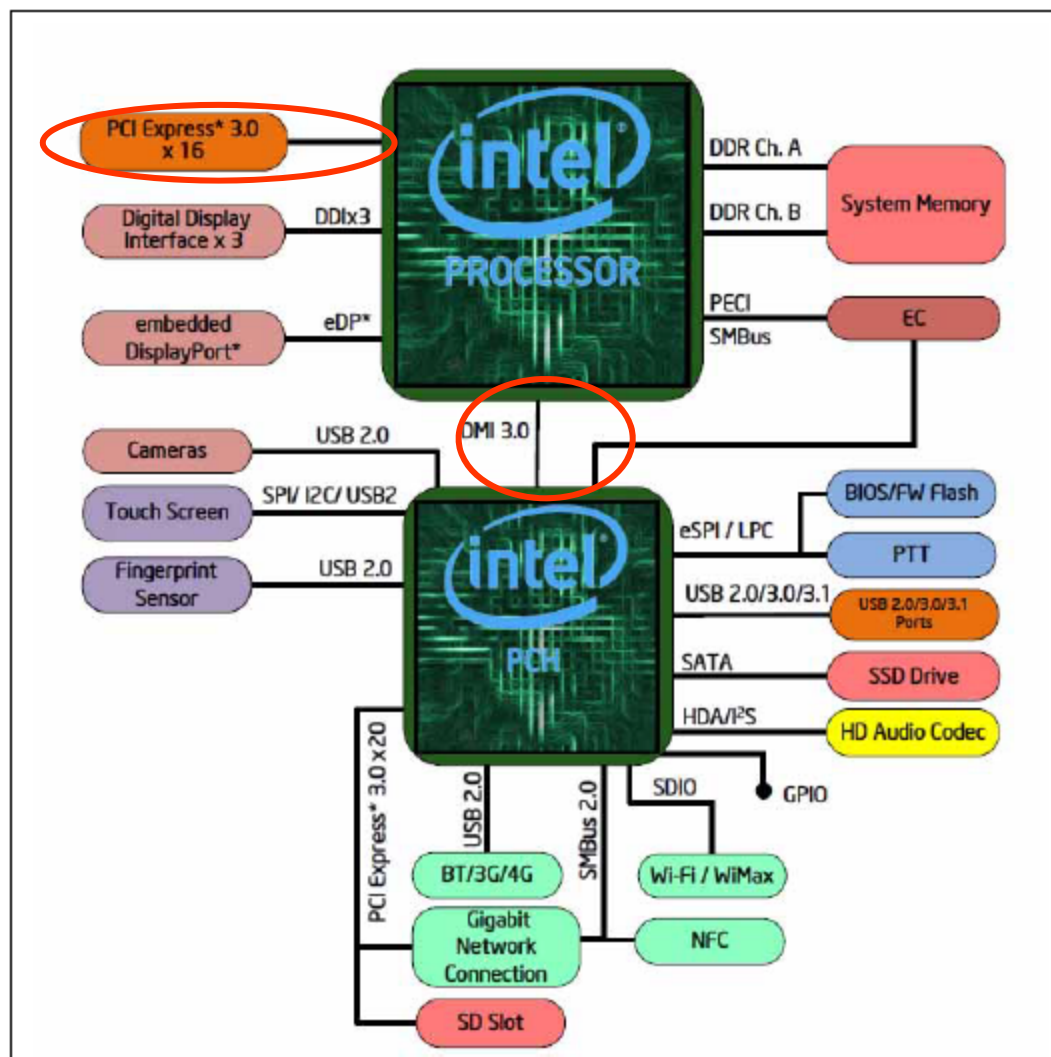 PCI Express* 3.0
x 16
intel®
PROCESSOR
DDR Ch. A
DDR Ch. B
System Memory
Digital Display
Interface x 3
DDIx3
embedded
DisplayPort*
eDP*
PECI
SMBus
EC
DMI 3.0
Cameras
USB 2.0
Touch Screen
SPI/ I2C/ USB2
Fingerprint
Sensor
USB 2.0
intel®
PCH
eSPI / LPC
BIOS/FW Flash
PTT
USB 2.0/3.0/3.1
USB 2.0/3.0/3.1
Ports
SATA
SSD Drive
HDA/I²S
HD Audio Codec
GPIO
PCI Express* 3.0 x20
USB 2.0
SMBus 2.0
SDIO
BT/3G/4G
Wi-Fi / WiMax
Gigabit
Network
Connection
NFC
SD Slot